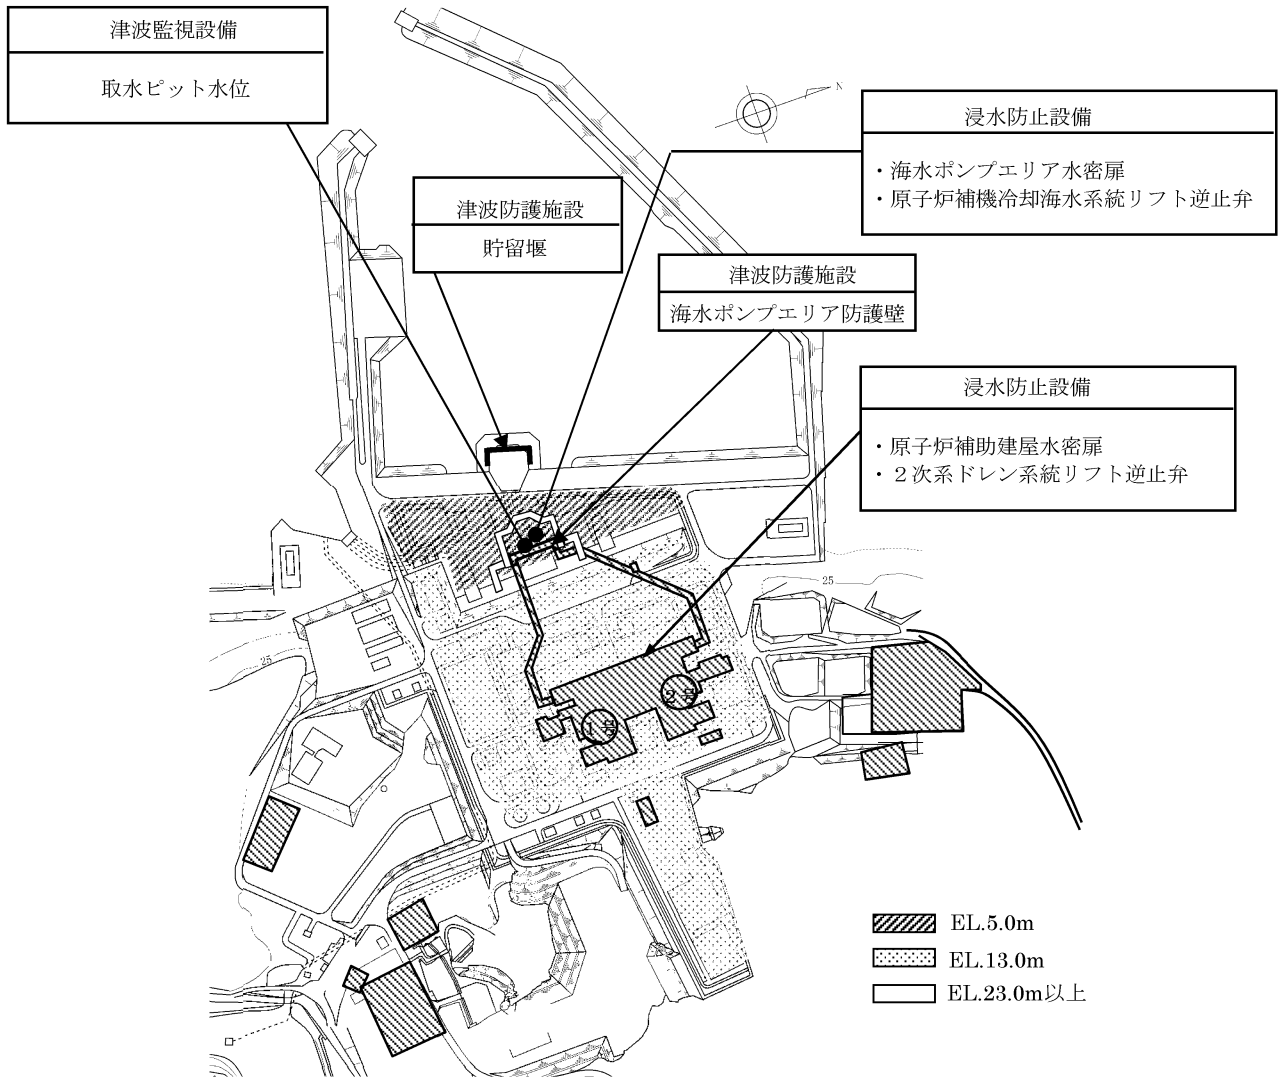 津波監視設備
取水ピット水位
N
浸水防止設備
・海水ポンプエリア水密扉
・原子炉補機冷却海水系統リフト逆止弁
津波防護施設
貯留堰
津波防護施設
海水ポンプエリア防護壁
浸水防止設備
・原子炉補助建屋水密扉
・２次系ドレン系統リフト逆止弁
25
25
２号
１号
EL.5.0m
EL.13.0m
EL.23.0m以上